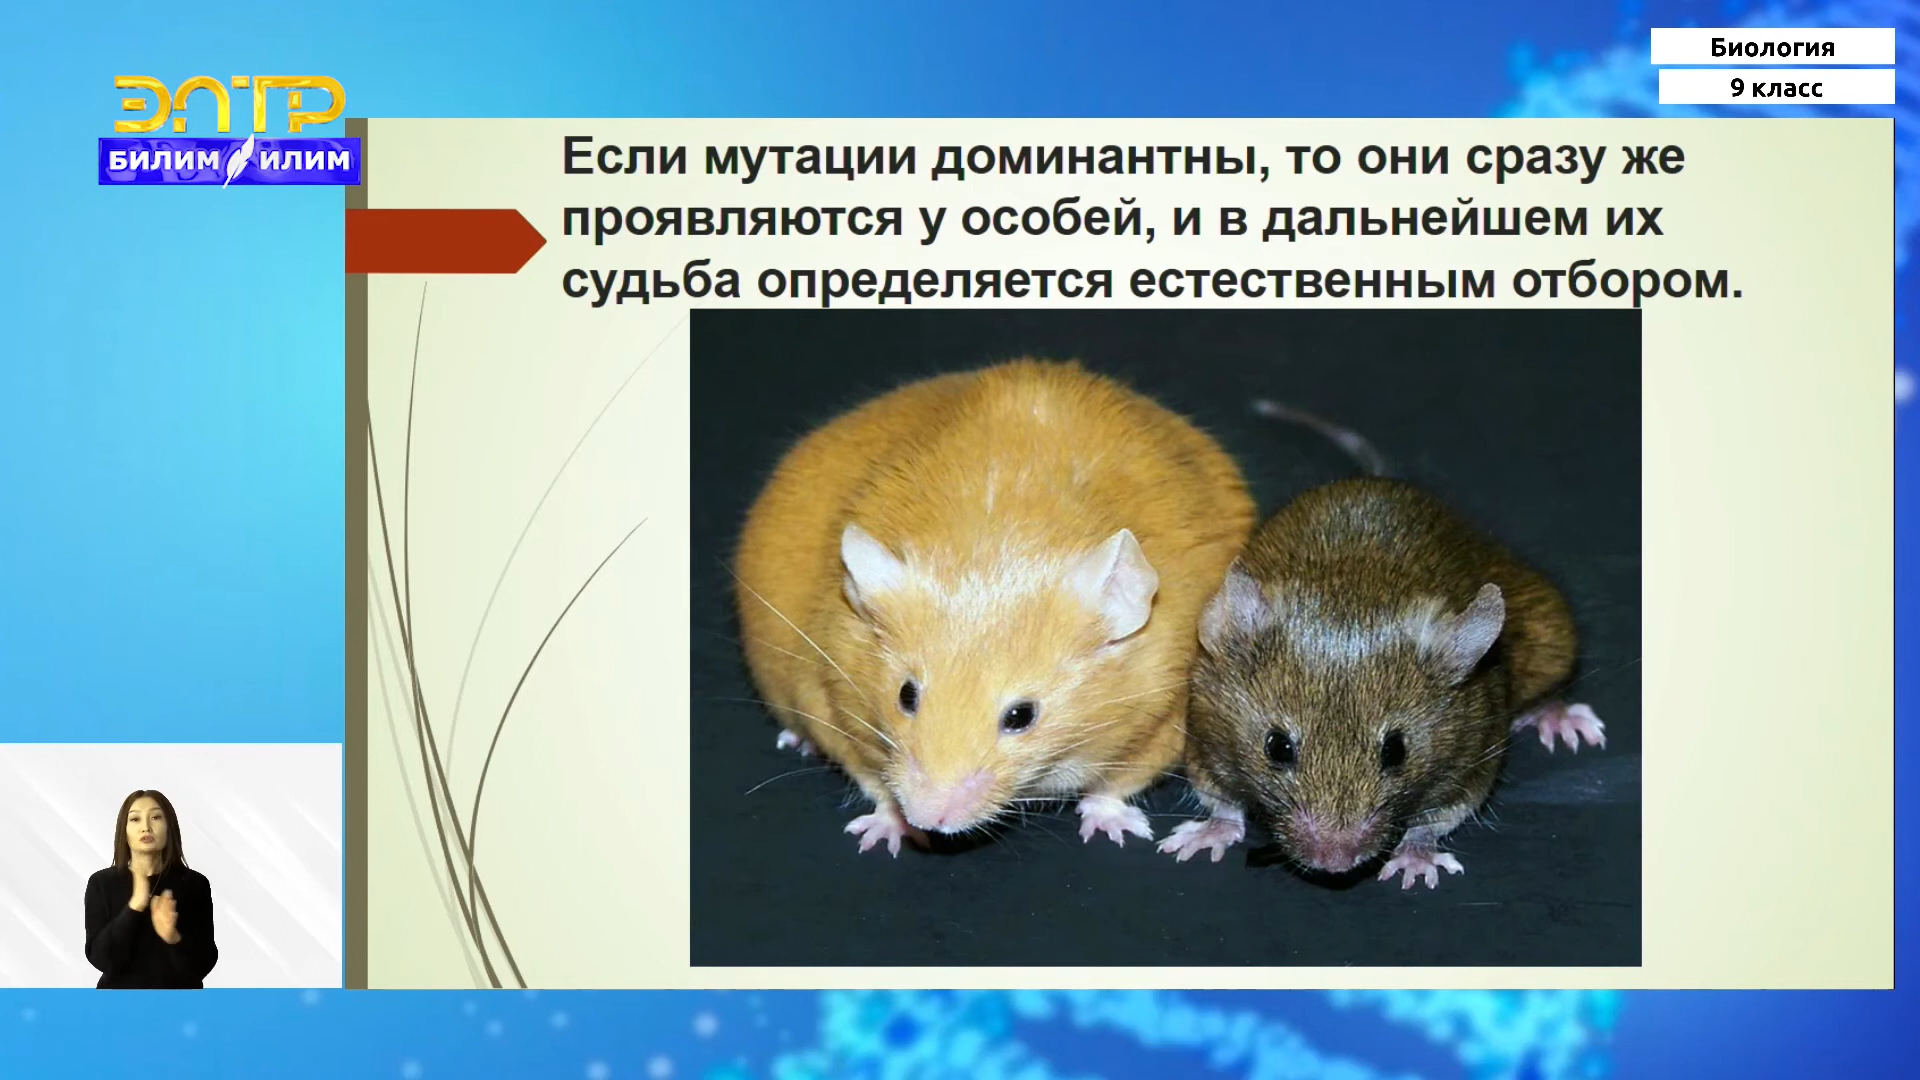 Биология
9 класс
ЭЛТР
БИЛИМ ИЛИМ
Если мутации доминантны, то они сразу же
проявляются у особей, и в дальнейшем их
судьба определяется естественным отбором.